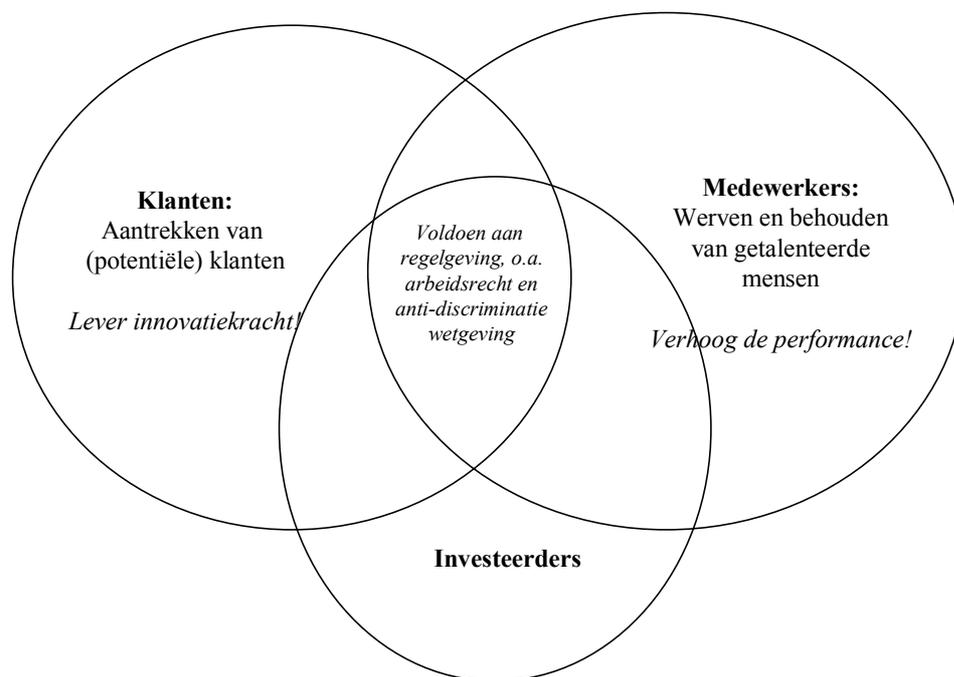 Klanten:
Aantrekken van
(potentiële) klanten
Lever innovatiekracht!
Voldoen aan
regelgeving, o.a.
arbeidsrecht en
anti-discriminatie
wetgeving
Medewerkers:
Werven en behouden
van getalenteerde
mensen
Verhoog de performance!
Investeerders